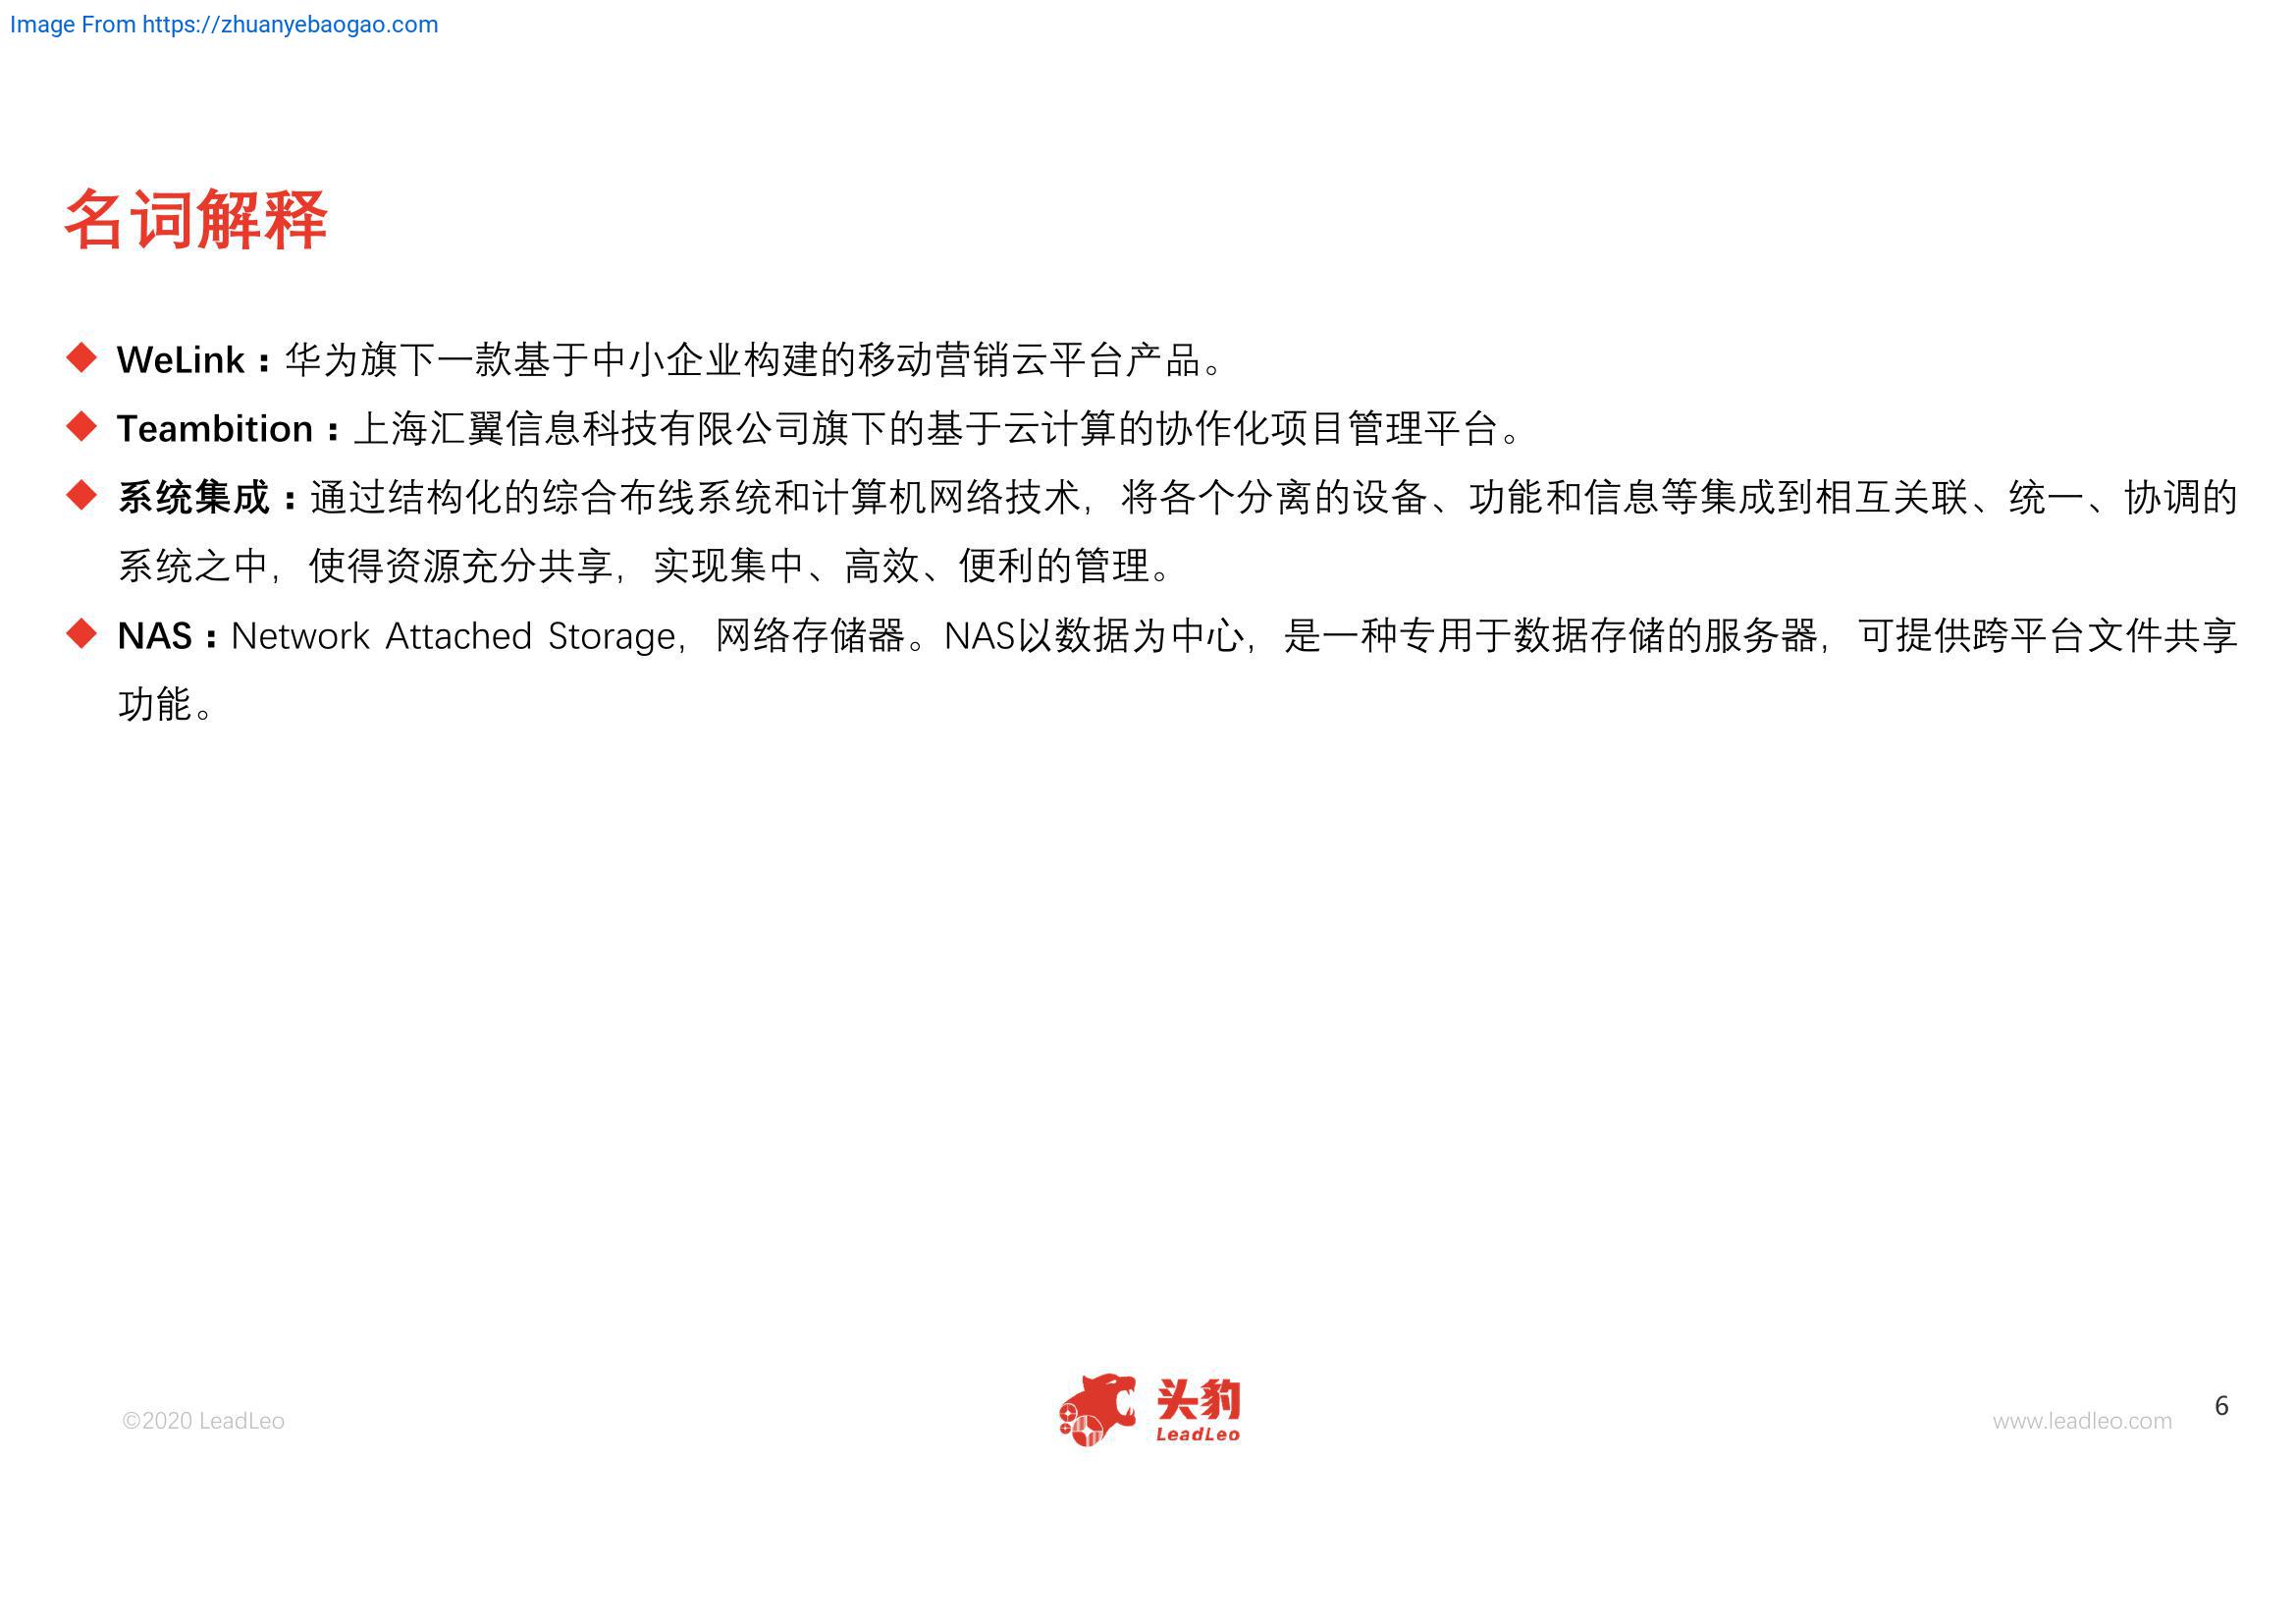 Image From https://zhuanyebaogao.com
名词解释
WeLink：华为旗下一款基于中小企业构建的移动营销云平台产品。
Teambition：上海汇翼信息科技有限公司旗下的基于云计算的协作化项目管理平台。
系统集成：通过结构化的综合布线系统和计算机网络技术，将各个分离的设备、功能和信息等集成到相互关联、统一、协调的
系统之中，使得资源充分共享，实现集中、高效、便利的管理。
NAS：Network Attached Storage，网络存储器。NAS以数据为中心，是一种专用于数据存储的服务器，可提供跨平台文件共享
功能。
©2020 LeadLeo
头豹
LeadLeo
www.leadleo.com
6